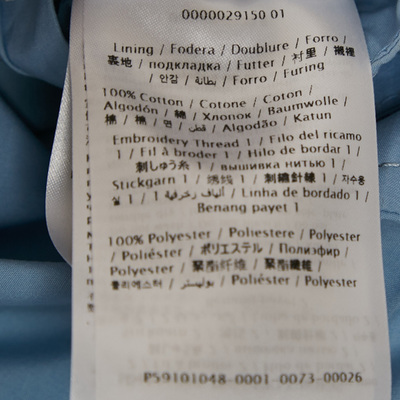 0000029150 01
Lining / Fodera / Doublure / Forro /
裏地 / подкладка / Futter / 衬里 / 襯裡
/ 안감 / بطانة / Forro / Furing
100% Cotton / Cotone / Coton /
Algodón / 綿 / Хлопок / Baumwolle /
棉 / 棉 / 면 / قطن / Algodão / Katun
Embroidery Thread 1 / Filo del ricamo
1 / Fil à broder 1 / Hilo de bordar 1 /
刺しゅう糸 1 / вышивка нитью 1 /
Stickgarn 1 / 绣线 1 / 刺繡針線 1 / 자수용
실 1 / ألياف زخرفية 1 / Linha de bordado 1 /
Benang payet 1
100% Polyester / Poliestere / Polyester
/ Poliéster / ポリエステル / Полиэфир /
Polyester / 聚酯纤维 / 聚酯纖維 /
폴리에스터 / بوليستر / Poliéster / Polyester
P59101048-0001-0073-00026